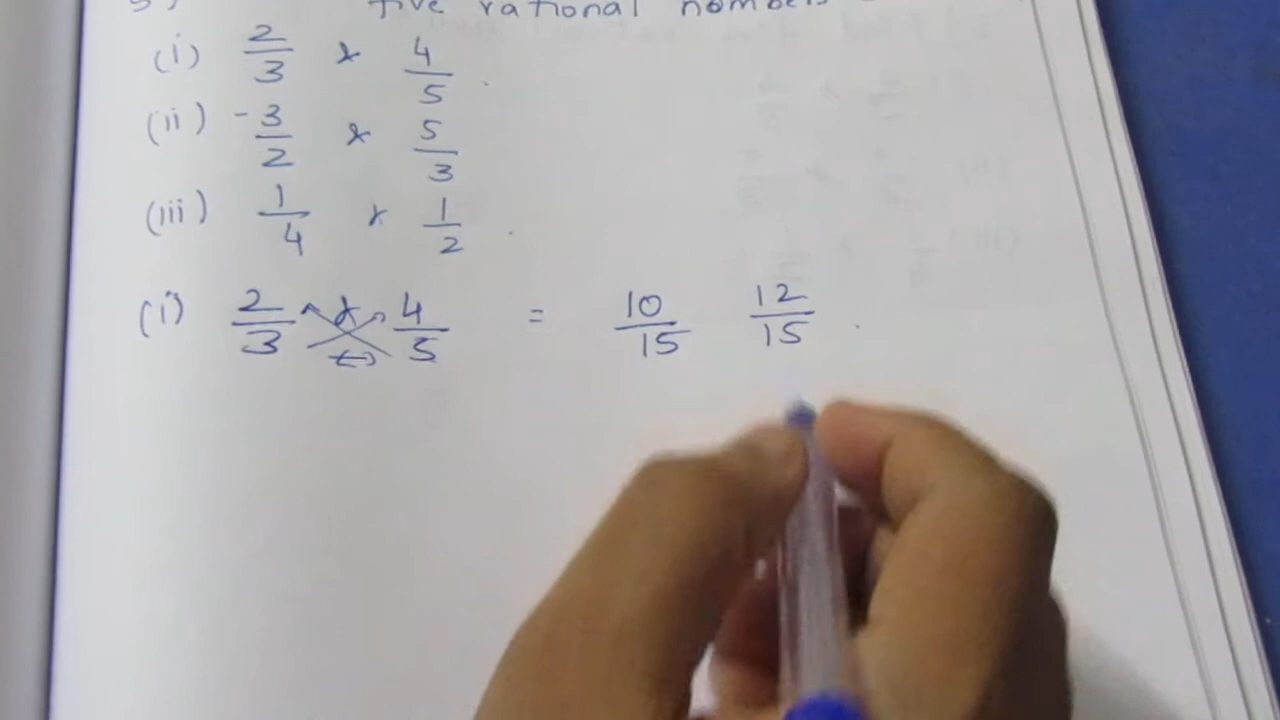 five rational numbers
(i) 2/3 & 4/5 .
(ii) -3/2 & 5/3
(iii) 1/4 & 1/2 .
(i) 2/3 & 4/5 = 10/15 12/15 .